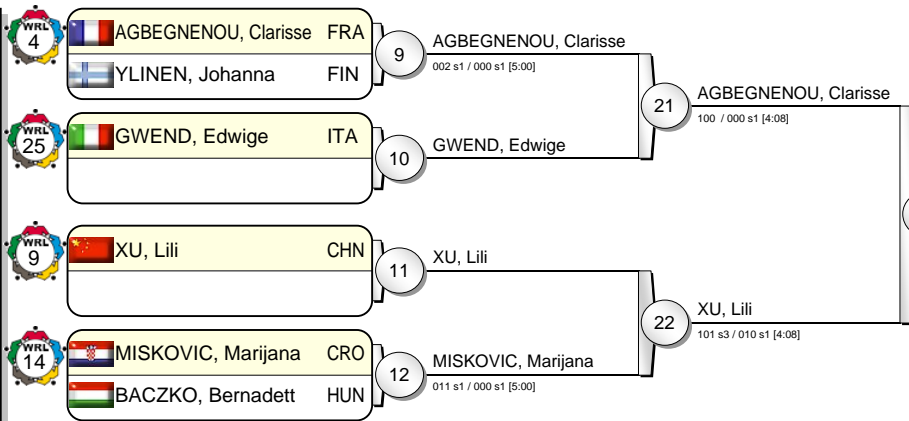 WRL
4
AGBEGNENOU, Clarisse FRA
YLINEN, Johanna FIN
9
AGBEGNENOU, Clarisse
002 s1 / 000 s1 [5:00]
WRL
25
GWEND, Edwige ITA
10
GWEND, Edwige
21
AGBEGNENOU, Clarisse
100 / 000 s1 [4:08]
WRL
9
XU, Lili CHN
11
XU, Lili
WRL
14
MISKOVIC, Marijana CRO
BACZKO, Bernadett HUN
12
MISKOVIC, Marijana
011 s1 / 000 s1 [5:00]
22
XU, Lili
101 s3 / 010 s1 [4:08]